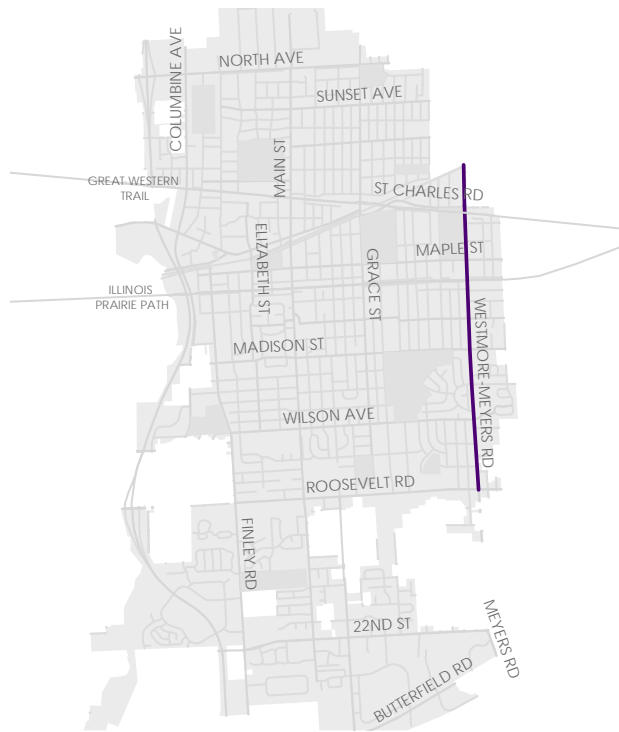 COLUMBINE AVE
NORTH AVE
SUNSET AVE
MAIN ST
GREAT WESTERN
TRAIL
ST CHARLES RD
ELIZABETH ST
GRACE ST
MAPLE ST
ILLINOIS
PRAIRIE PATH
WESTMORE-MEYERS RD
MADISON ST
WILSON AVE
ROOSEVELT RD
FINLEY RD
22ND ST
MEYERS RD
BUTTERFIELD RD